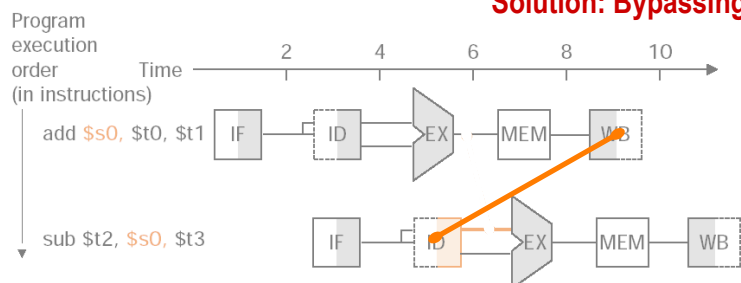 Solution: Bypassing
Program
execution
order Time
(in instructions)
2 4 6 8 10
add $s0, $t0, $t1 IF ID EX MEM WB
sub $t2, $s0, $t3 IF ID EX MEM WB